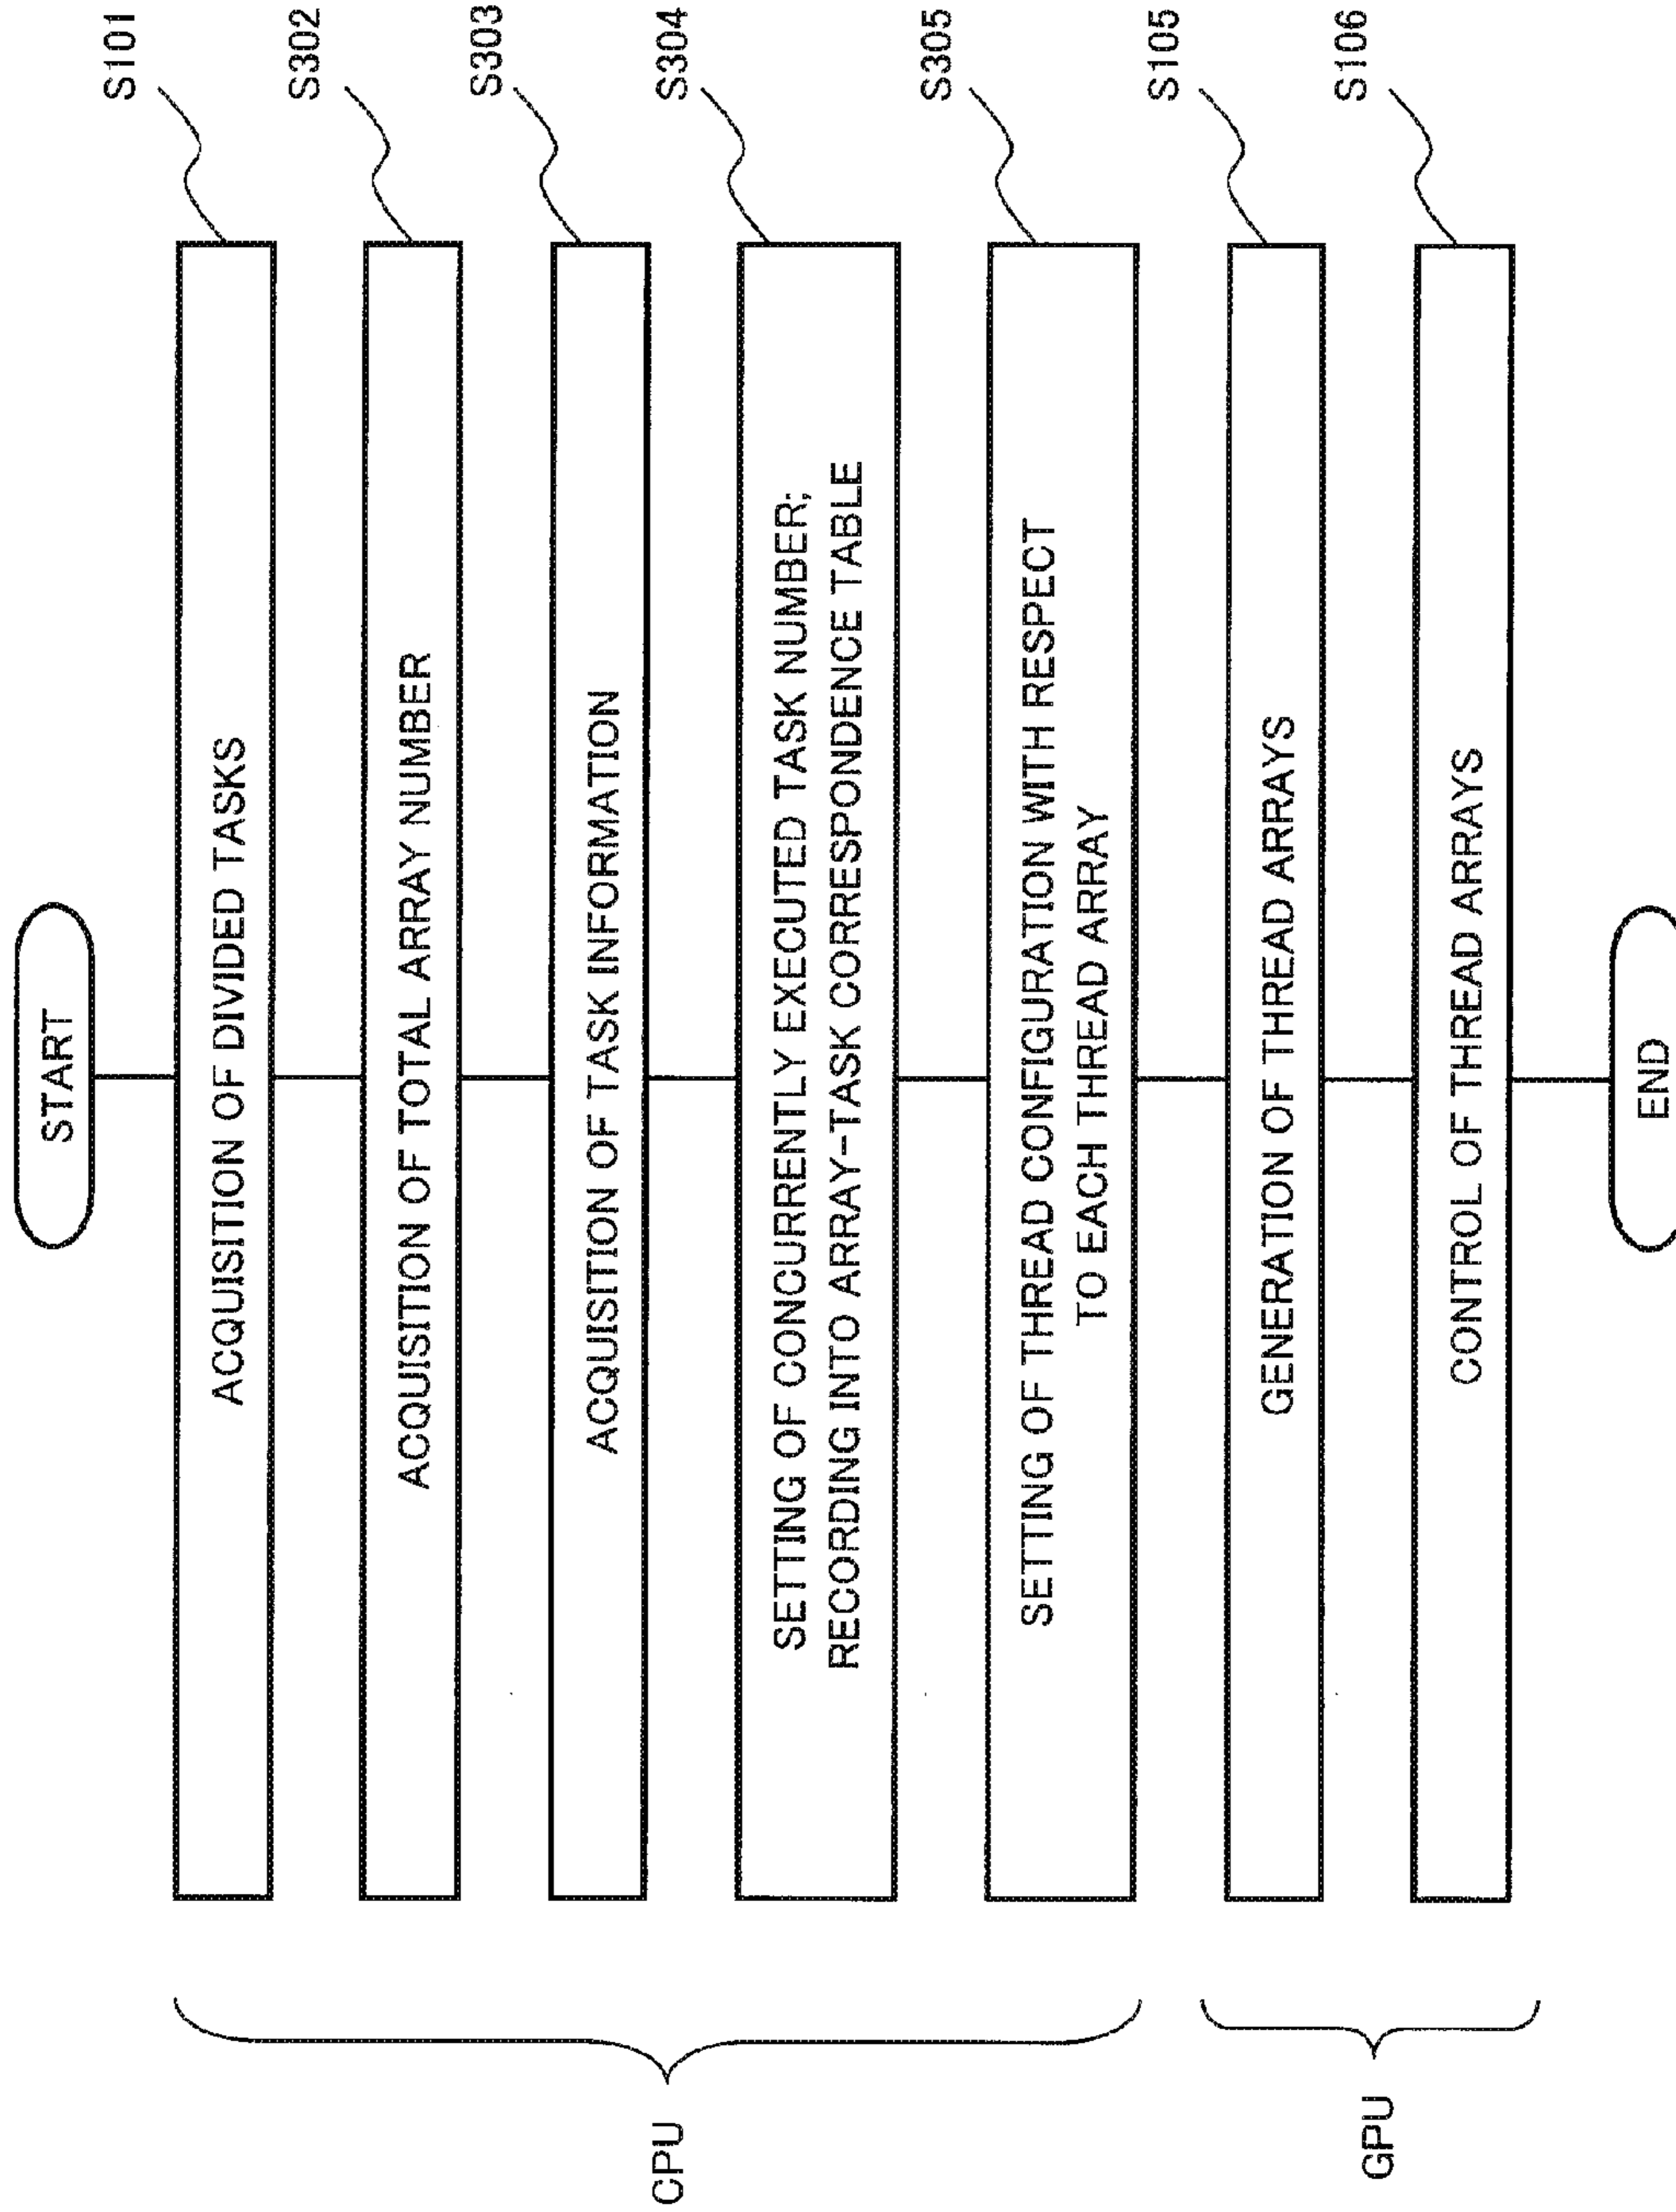 START
ACQUISITION OF DIVIDED TASKS
S101
ACQUISITION OF TOTAL ARRAY NUMBER
S302
ACQUISITION OF TASK INFORMATION
S303
SETTING OF CONCURRENTLY EXECUTED TASK NUMBER;
RECORDING INTO ARRAY-TASK CORRESPONDENCE TABLE
S304
SETTING OF THREAD CONFIGURATION WITH RESPECT
TO EACH THREAD ARRAY
S305
CPU
GENERATION OF THREAD ARRAYS
S105
CONTROL OF THREAD ARRAYS
S106
GPU
END